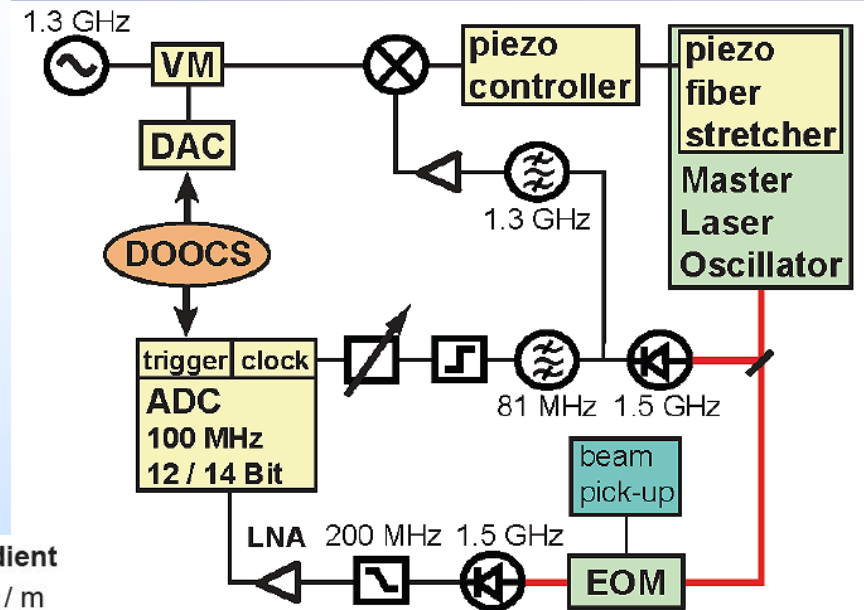 1.3 GHz
VM
piezo
controller
piezo
fiber
stretcher
Master
Laser
Oscillator
DAC
1.3 GHz
DOOCS
trigger clock
ADC
100 MHz
12 / 14 Bit
81 MHz 1.5 GHz
beam
pick-up
LNA 200 MHz 1.5 GHz
EOM
dient
/ m